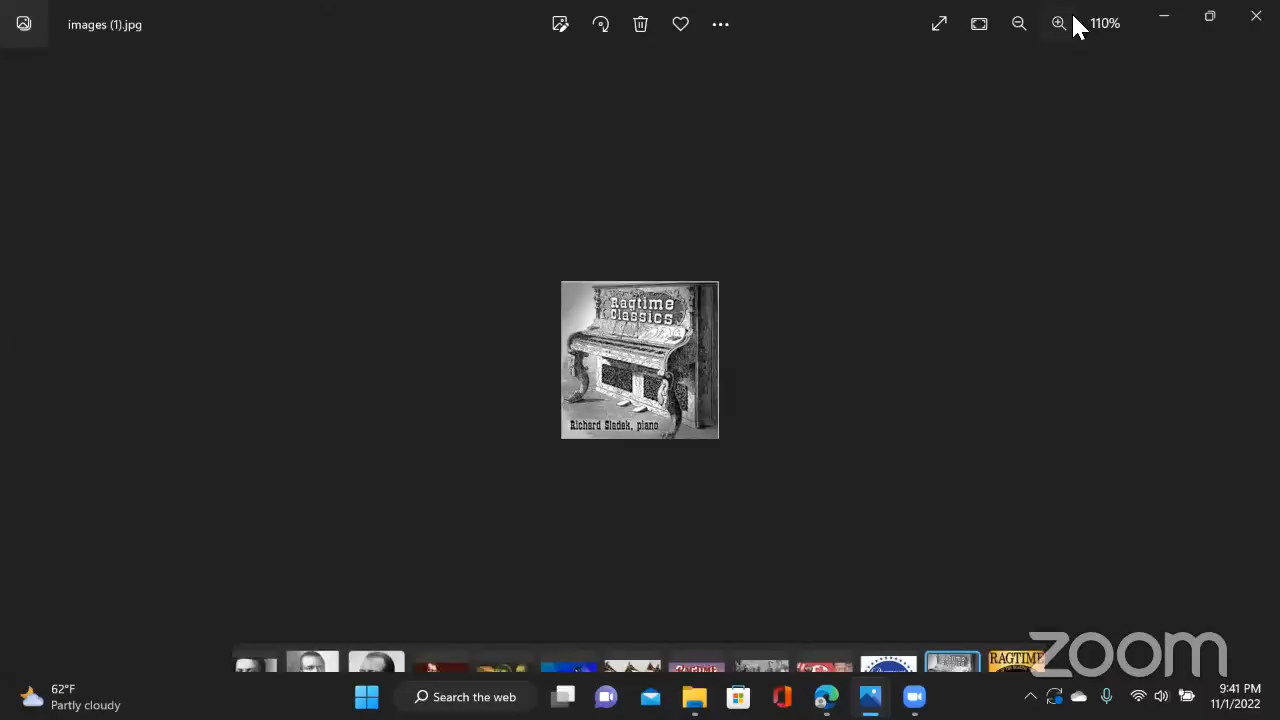 images (1).jpg
110%
Ragtime
Classics
Richard Sladek, piano
RAGTIME
zoom
62°F
Partly cloudy
Search the web
9:41 PM
11/1/2022